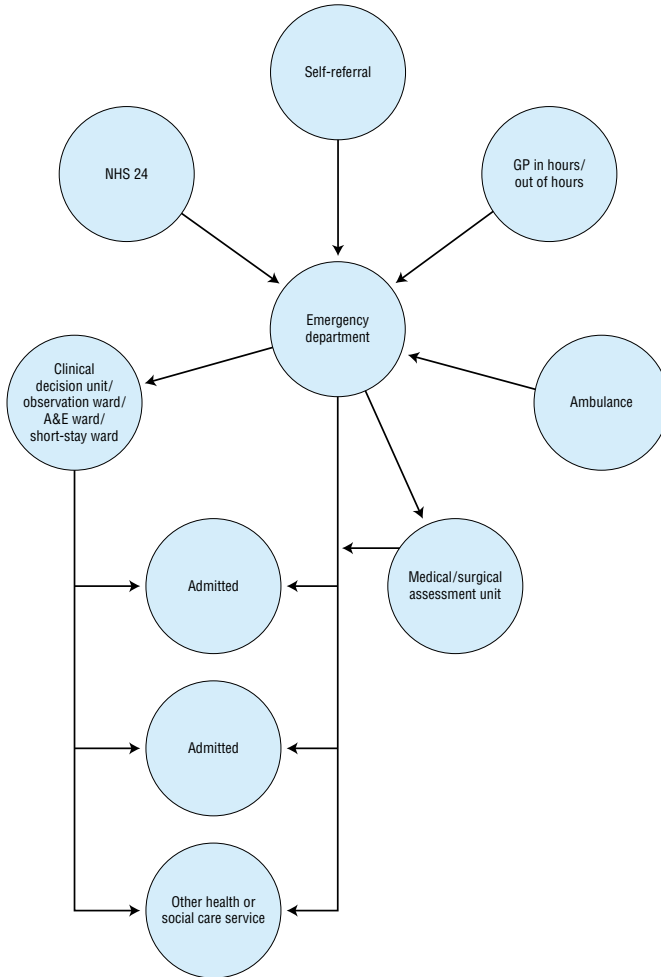 Self-referral
NHS 24
GP in hours/
out of hours
Emergency
department
Clinical
decision unit/
observation ward/
A&E ward/
short-stay ward
Ambulance
Admitted
Medical/surgical
assessment unit
Admitted
Other health or
social care service